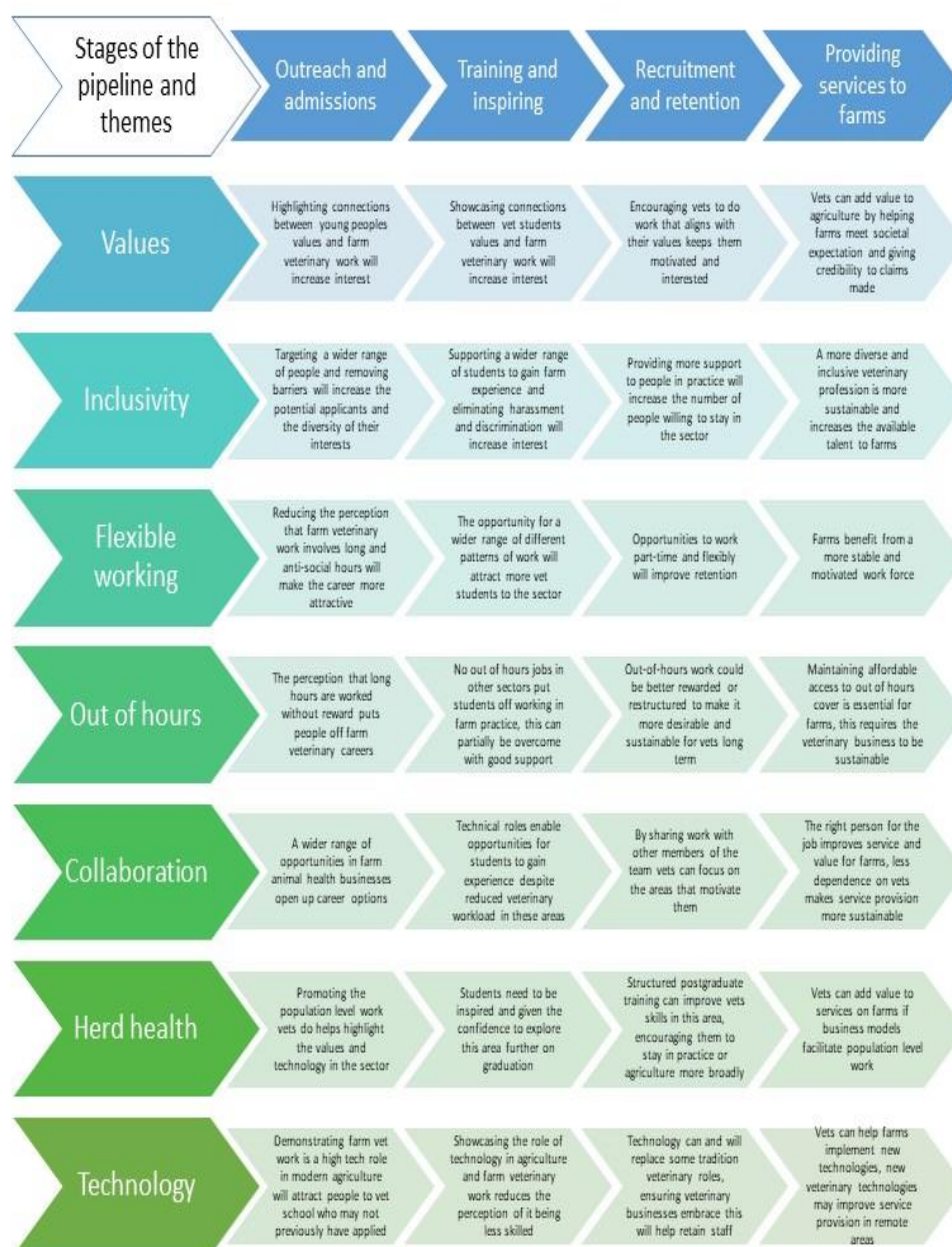 Stages of the
pipeline and
themes
Outreach and
admissions
Training and
inspiring
Recruitment
and retention
Providing
services to
farms
Values
Highlighting connections
between young peoples
values and farm
veterinary work will
increase interest
Showcasing connections
between vet students
values and farm
veterinary work will
increase interest
Encouraging vets to do
work that aligns with
their values keeps them
motivated and
interested
Vets can add value to
agriculture by helping
farms meet societal
expectation and giving
credibility to claims
made
Inclusivity
Targeting a wider range
of people and removing
barriers will increase the
potential applicants and
the diversity of their
interests
Supporting a wider range
of students to gain farm
experience and
eliminating harassment
and discrimination will
increase interest
Providing more support
to people in practice will
increase the number of
people willing to stay in
the sector
A more diverse and
inclusive veterinary
profession is more
sustainable and
increases the available
talent to farms
Flexible
working
Reducing the perception
that farm veterinary
work involves long and
anti-social hours will
make the career more
attractive
The opportunity for a
wider range of different
patterns of work will
attract more vet
students to the sector
Opportunities to work
part-time and flexibly
will improve retention
Farms benefit from a
more stable and
motivated work force
Out of hours
The perception that long
hours are worked
without reward puts
people off farm
veterinary careers
No out of hours jobs in
other sectors put
students off working in
farm practice, this can
partially be overcome
with good support
Out-of-hours work could
be better rewarded or
restructured to make it
more desirable and
sustainable for vets long
term
Maintaining affordable
access to out of hours
cover is essential for
farms, this requires the
veterinary business to be
sustainable
Collaboration
A wider range of
opportunities in farm
animal health businesses
open up career options
Technical roles enable
opportunities for
students to gain
experience despite
reduced veterinary
workload in these areas
By sharing work with
other members of the
team vets can focus on
the areas that motivate
them
The right person for the
job improves service and
value for farms, less
dependence on vets
makes service provision
more sustainable
Herd health
Promoting the
population level work
vets do helps highlight
the values and
technology in the sector
Students need to be
inspired and given the
confidence to explore
this area further on
graduation
Structured postgraduate
training can improve vets
skills in this area,
encouraging them to
stay in practice or
agriculture more broadly
Vets can add value to
services on farms if
business models
facilitate population level
work
Technology
Demonstrating farm vet
work is a high tech role
in modern agriculture
will attract people to vet
school who may not
previously have applied
Showcasing the role of
technology in agriculture
and farm veterinary
work reduces the
perception of it being
less skilled
Technology can and will
replace some tradition
veterinary roles,
ensuring veterinary
businesses embrace this
will help retain staff
Vets can help farms
implement new
technologies, new
veterinary technologies
may improve service
provision in remote
areas